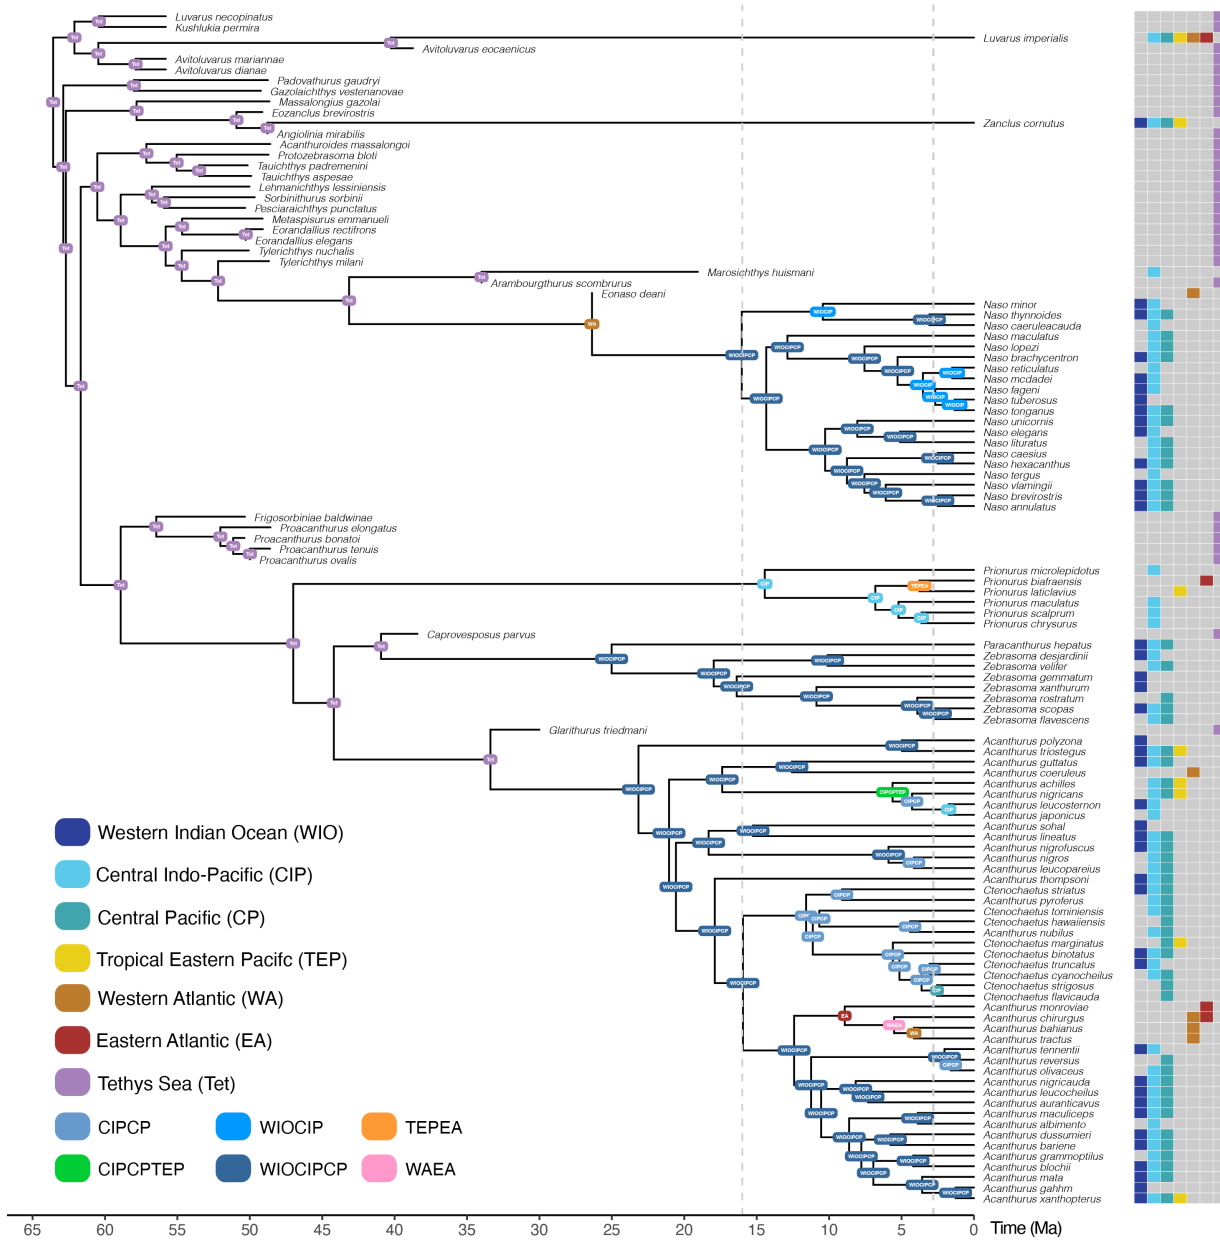 Luvarus necopinatus
Kushlukia permira
Luvarus imperialis
Avitoluvarus eocaenicus
Avitoluvarus mariannae
Avitoluvarus dianae
Padovathurus gaudryi
Gazolaichthys vestenanovae
Massalongius gazolai
Eozanclus brevirostris
Zanclus cornutus
Angiolinia mirabilis
Acanthuroides massalongoi
Protozebrasoma bloti
Tauichthys padremenini
Tauichthys aspesae
Lehmanichthys lessiniensis
Sorbinithurus sorbinii
Pesciaraichthys punctatus
Metaspisurus emmanueli
Eorandallius rectifrons
Eorandallius elegans
Tylerichthys nuchalis
Tylerichthys milani
Marosichthys huismani
Arambourgthurus scombrurus
Eonaso deani
Naso minor
Naso thynnoides
Naso caeruleacauda
Naso maculatus
Naso lopezi
Naso brachycentron
Naso reticulatus
Naso mcdadei
Naso fageni
Naso tuberosus
Naso tonganus
Naso unicornis
Naso elegans
Naso lituratus
Naso caesius
Naso hexacanthus
Naso tergus
Naso vlamingii
Naso brevirostris
Naso annulatus
Frigosorbiniae baldwinae
Proacanthurus elongatus
Proacanthurus bonatoi
Proacanthurus tenuis
Proacanthurus ovalis
Prionurus microlepidotus
Prionurus biafraensis
Prionurus laticlavius
Prionurus maculatus
Prionurus scalprum
Prionurus chrysurus
Caprovesposus parvus
Paracanthurus hepatus
Zebrasoma desjardinii
Zebrasoma velifer
Zebrasoma gemmatum
Zebrasoma xanthurum
Zebrasoma rostratum
Zebrasoma scopas
Zebrasoma flavescens
Glarithurus friedmani
Acanthurus polyzona
Acanthurus triostegus
Acanthurus guttatus
Acanthurus coeruleus
Acanthurus achilles
Acanthurus nigricans
Acanthurus leucosternon
Acanthurus japonicus
Acanthurus sohal
Acanthurus lineatus
Acanthurus nigrofuscus
Acanthurus nigros
Acanthurus leucopareius
Acanthurus thompsoni
Ctenochaetus striatus
Acanthurus pyroferus
Ctenochaetus tominiensis
Ctenochaetus hawaiiensis
Acanthurus nubilus
Ctenochaetus marginatus
Ctenochaetus binotatus
Ctenochaetus truncatus
Ctenochaetus cyanocheilus
Ctenochaetus strigosus
Ctenochaetus flavicauda
Acanthurus monroviae
Acanthurus chirurgus
Acanthurus bahianus
Acanthurus tractus
Acanthurus tennentii
Acanthurus reversus
Acanthurus olivaceus
Acanthurus nigricauda
Acanthurus leucocheilus
Acanthurus auranticavus
Acanthurus maculiceps
Acanthurus albimento
Acanthurus dussumieri
Acanthurus bariene
Acanthurus grammoptilus
Acanthurus blochii
Acanthurus mata
Acanthurus gahhm
Acanthurus xanthopterus
Western Indian Ocean (WIO)
Central Indo-Pacific (CIP)
Central Pacific (CP)
Tropical Eastern Pacifc (TEP)
Western Atlantic (WA)
Eastern Atlantic (EA)
Tethys Sea (Tet)
CIPCP WIOCIP TEPEA
CIPCPTEP WIOCIPCP WAEA
65 60 55 50 45 40 35 30 25 20 15 10 5 0 Time (Ma)